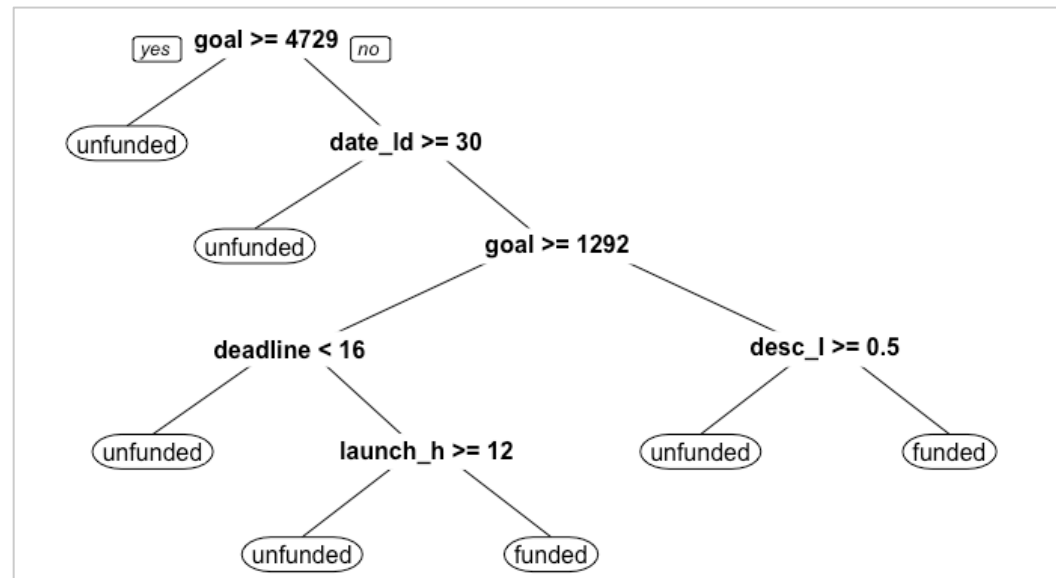 yes goal >= 4729 no
unfunded date_ld >= 30
unfunded goal >= 1292
deadline < 16 desc_l >= 0.5
unfunded launch_h >= 12 unfunded funded
unfunded funded